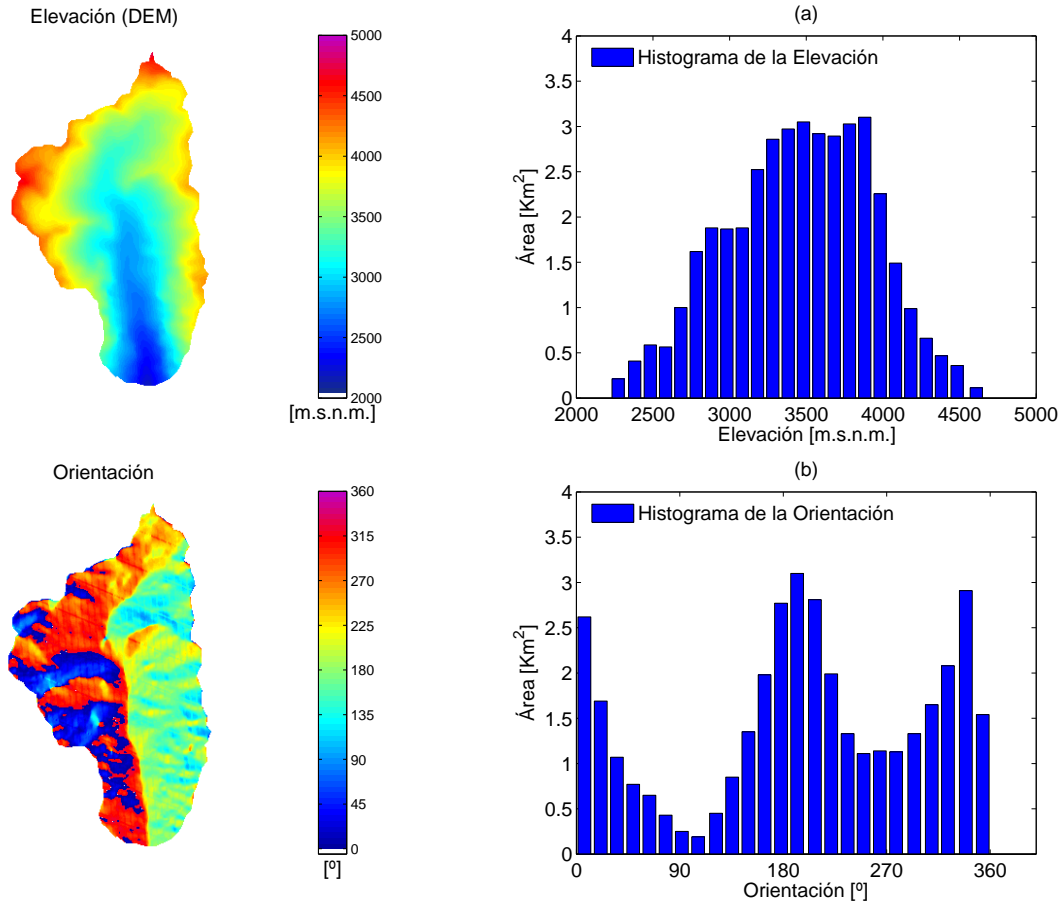 Elevación (DEM)
5000
4500
4000
3500
3000
2500
2000
[m.s.n.m.]
(a)
Histograma de la Elevación
4
3.5
3
2.5
2
1.5
1
0.5
0
Área [Km²]
2000 2500 3000 3500 4000 4500 5000
Elevación [m.s.n.m.]
Orientación
360
315
270
225
180
135
90
45
0
[º]
(b)
Histograma de la Orientación
4
3.5
3
2.5
2
1.5
1
0.5
0
Área [Km²]
0 90 180 270 360
Orientación [º]